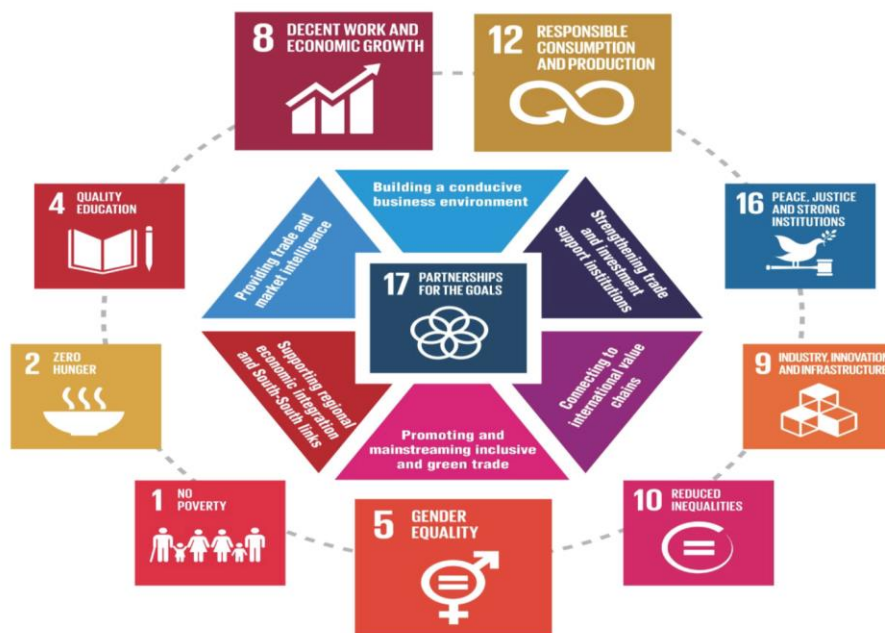 8 DECENT WORK AND
ECONOMIC GROWTH
12 RESPONSIBLE
CONSUMPTION
AND PRODUCTION
4 QUALITY
EDUCATION
Building a conducive
business environment
16 PEACE, JUSTICE
AND STRONG
INSTITUTIONS
Providing trade and
market intelligence
Strengthening trade
and investment
support institutions
17 PARTNERSHIPS
FOR THE GOALS
2 ZERO
HUNGER
Supporting regional
economic integration
and South-South links
Connecting to
international value
chains
9 INDUSTRY, INNOVATION
AND INFRASTRUCTURE
Promoting and
mainstreaming inclusive
and green trade
1 NO
POVERTY
5 GENDER
EQUALITY
10 REDUCED
INEQUALITIES